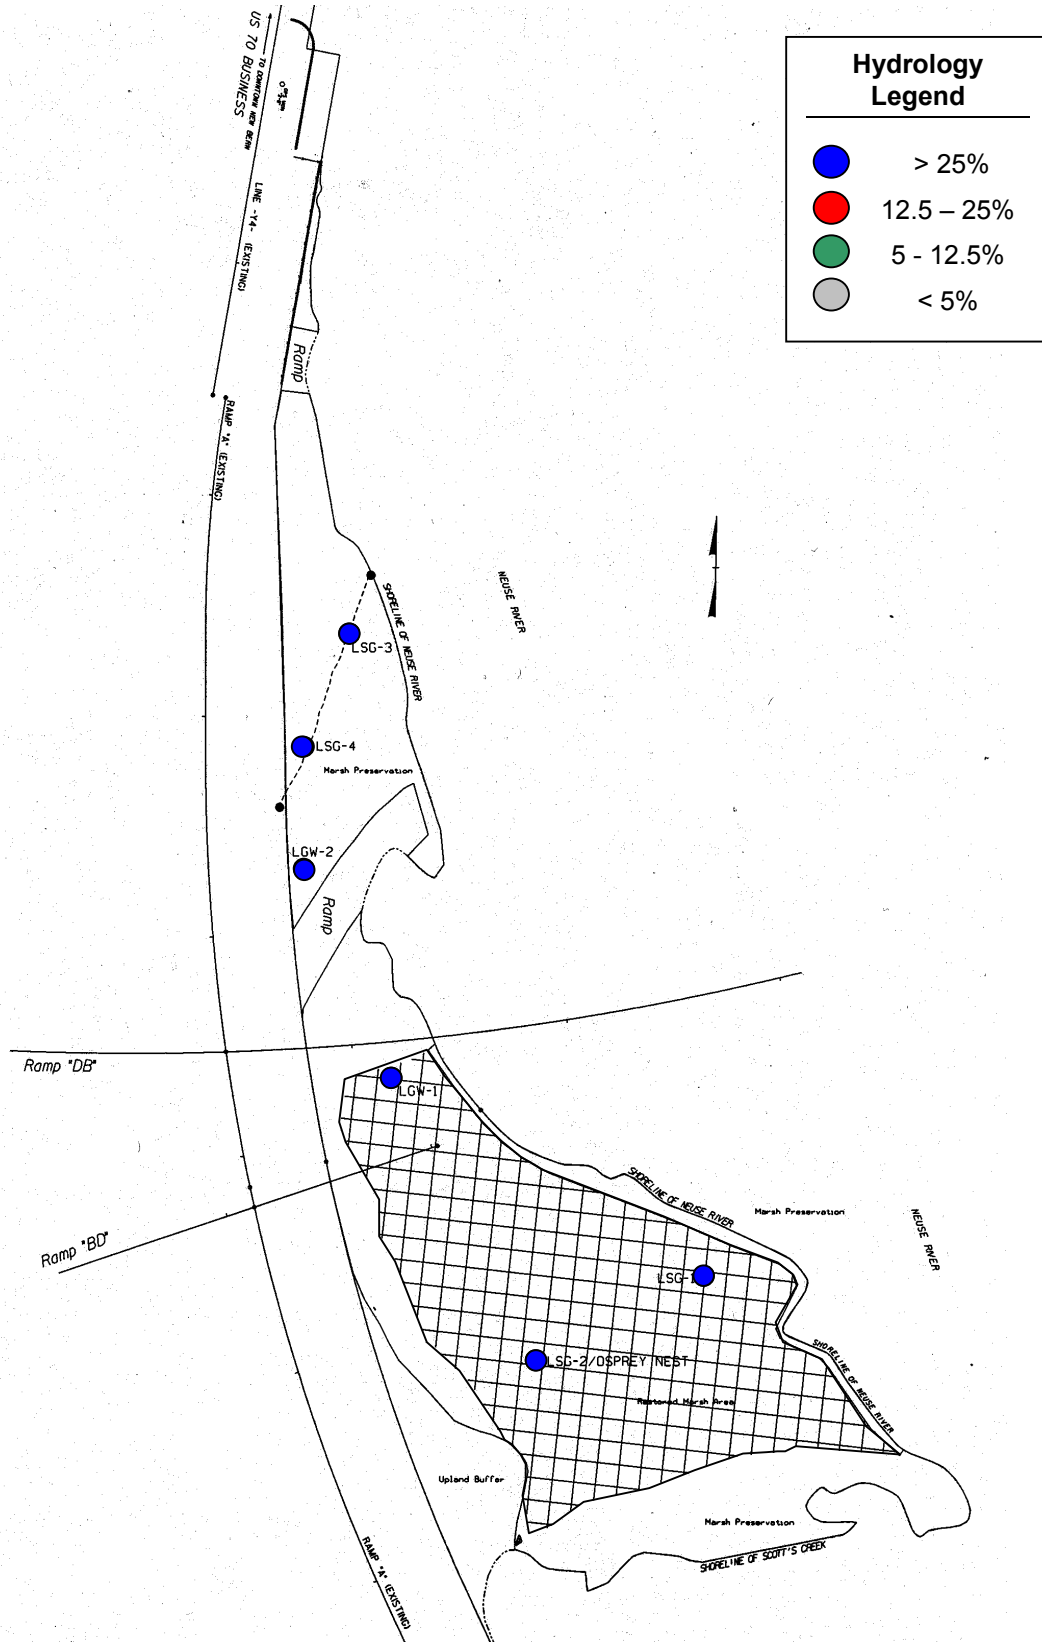 Hydrology
Legend
> 25%
12.5 – 25%
5 - 12.5%
< 5%
US 70 BUSINESS
TO DOWNTOWN NEW BERN
LINE -Y4- (EXISTING)
Ramp
RAMP "A" (EXISTING)
NEUSE RIVER
SHORELINE OF NEUSE RIVER
LSG-3
LSG-4
Marsh Preservation
LGW-2
Ramp
Ramp "DB"
LGW-1
SHORELINE OF NEUSE RIVER
Marsh Preservation
NEUSE RIVER
Ramp "BD"
LSG-1
SHORELINE OF NEUSE RIVER
LSG-2/OSPREY NEST
Restored Marsh Area
Upland Buffer
Marsh Preservation
SHORELINE OF SCOTT'S CREEK
RAMP "A" (EXISTING)